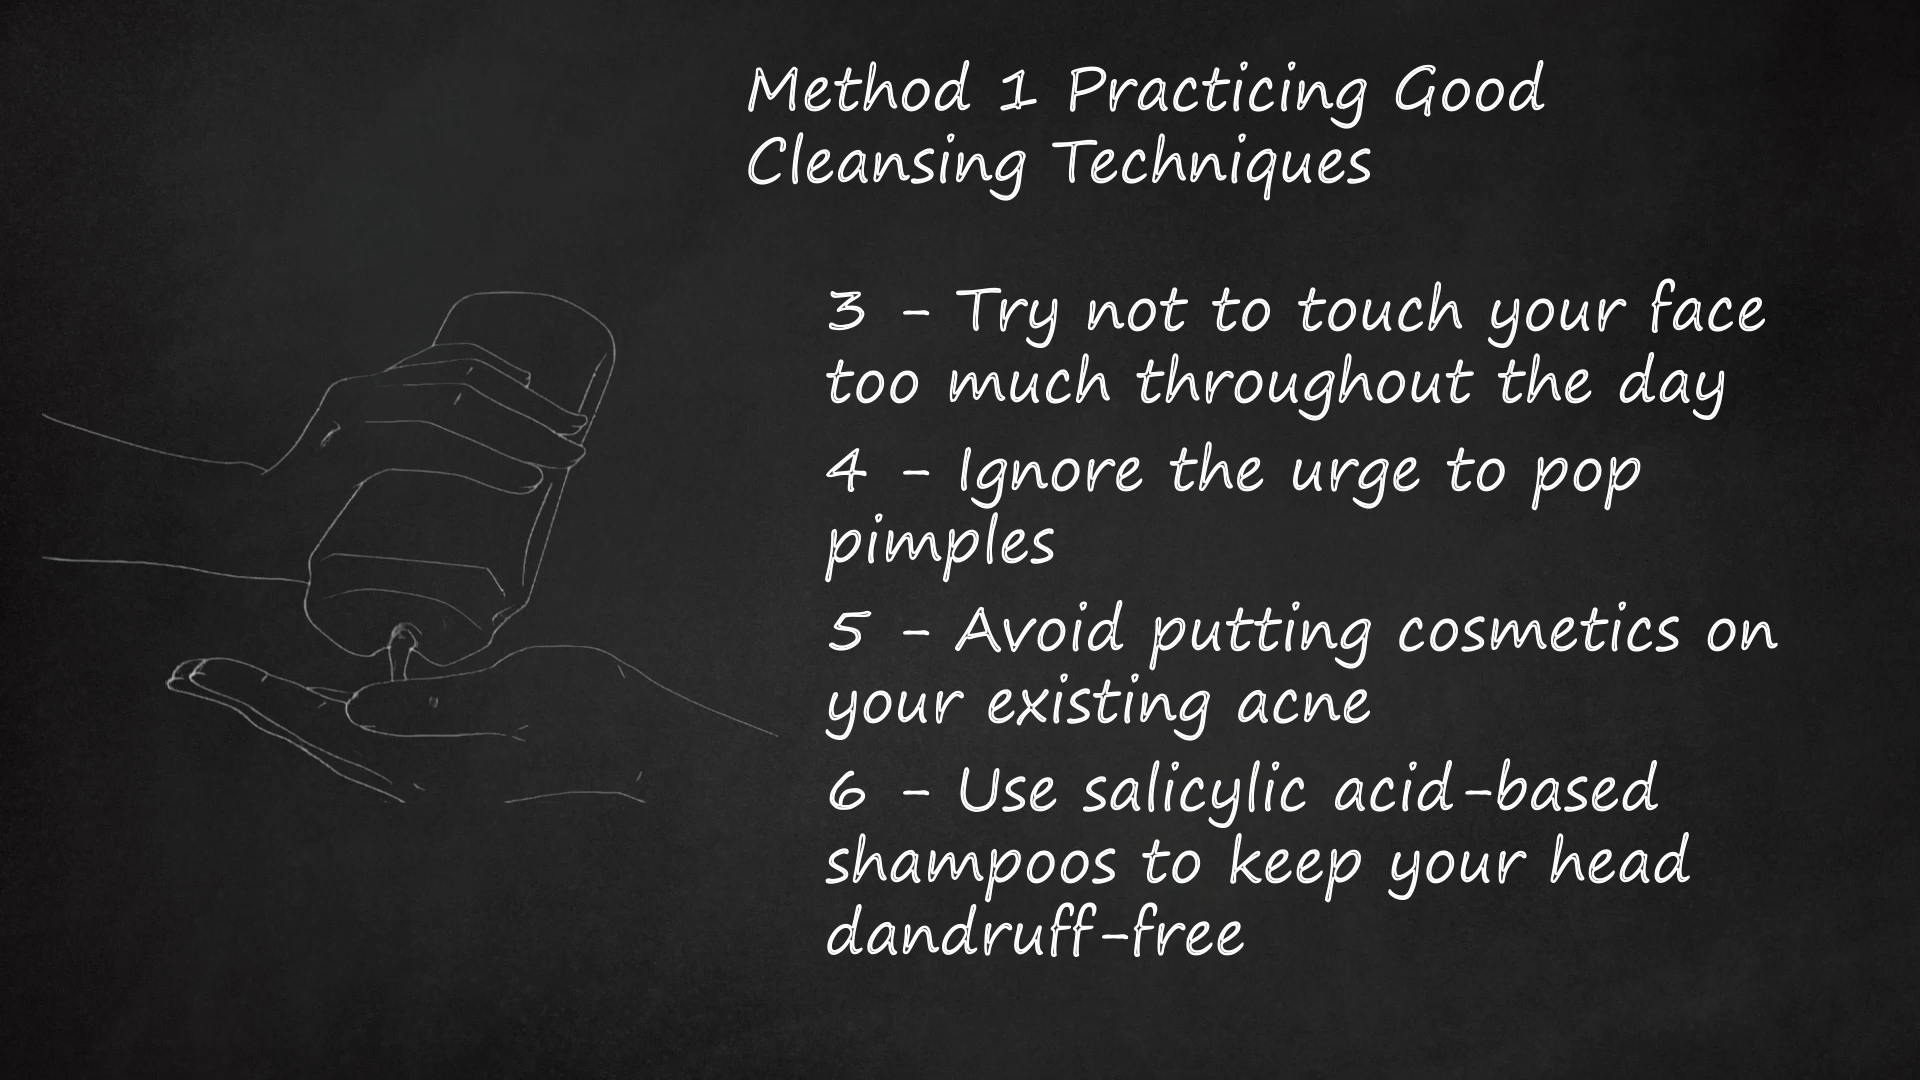 Method 1 Practicing Good
Cleansing Techniques
3 - Try not to touch your face
too much throughout the day
4 - Ignore the urge to pop
pimples
5 - Avoid putting cosmetics on
your existing acne
6 - Use salicylic acid-based
shampoos to keep your head
dandruff-free